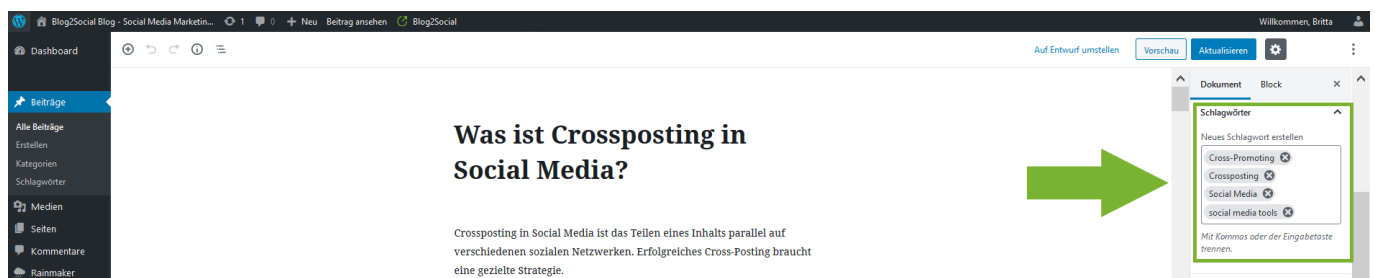 Blog2Social Blog - Social Media Marketin... 1 0 + Neu Beitrag ansehen Blog2Social Willkommen, Britta
Dashboard
Auf Entwurf umstellen Vorschau Aktualisieren
Beiträge
Alle Beiträge
Erstellen
Kategorien
Schlagwörter
Medien
Seiten
Kommentare
Rainmaker
Was ist Crossposting in
Social Media?
Crossposting in Social Media ist das Teilen eines Inhalts parallel auf
verschiedenen sozialen Netzwerken. Erfolgreiches Cross-Posting braucht
eine gezielte Strategie.
Dokument Block
Schlagwörter
Neues Schlagwort erstellen
Cross-Promoting
Crossposting
Social Media
social media tools
Mit Kommas oder der Eingabetaste
trennen.